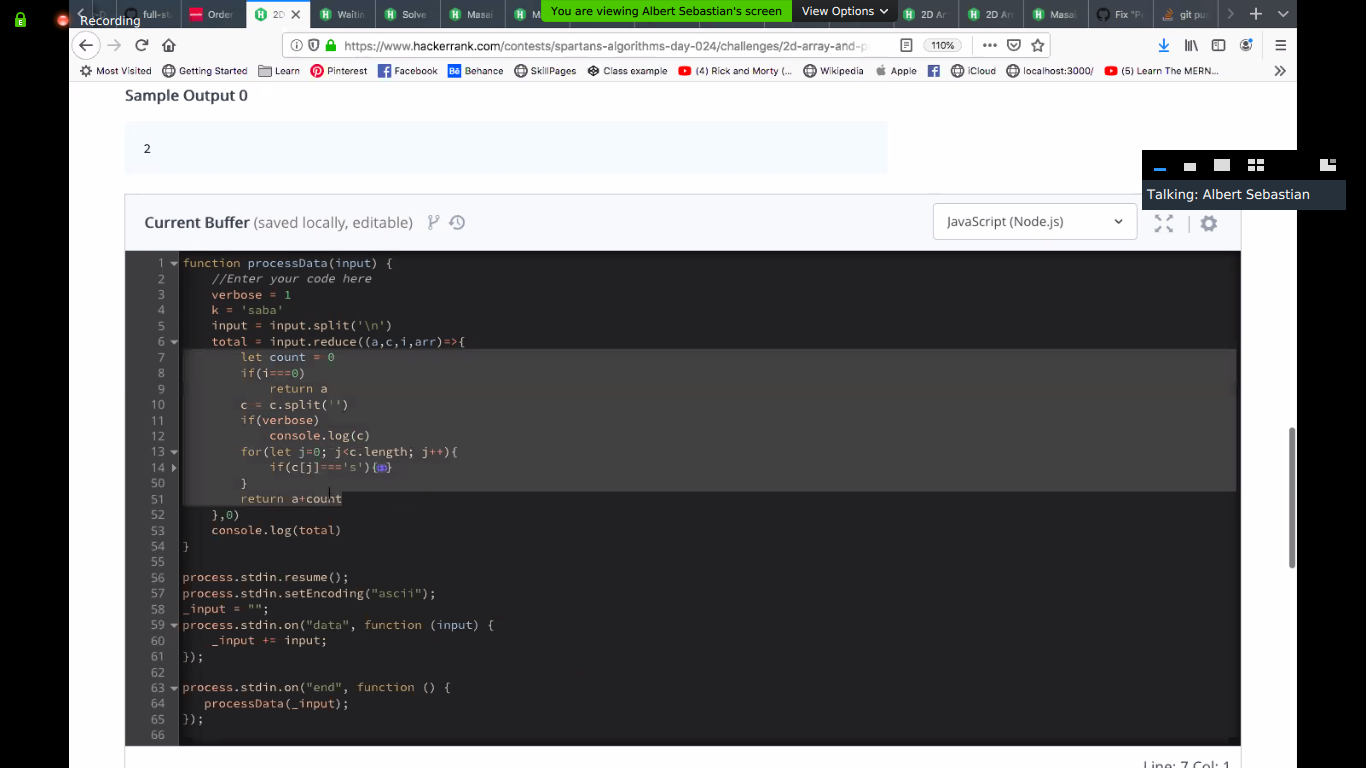 Recording
full-st
Order
2D
Waitin
Solve
Masai
M
You are viewing Albert Sebastian's screen
View Options
2D Ar
2D Arr
Masai
Fix "P
git pu
https://www.hackerrank.com/contests/spartans-algorithms-day-024/challenges/2d-array-and-p
110%
Most Visited
Getting Started
Learn
Pinterest
Facebook
Behance
SkillPages
Class example
(4) Rick and Morty (...
Wikipedia
Apple
iCloud
localhost:3000/
(5) Learn The MERN...
Sample Output 0
2
Talking: Albert Sebastian
Current Buffer (saved locally, editable)
JavaScript (Node.js)
1 function processData(input) {
2 //Enter your code here
3 verbose = 1
4 k = 'saba'
5 input = input.split('\n')
6 total = input.reduce((a,c,i,arr)=>{
7 let count = 0
8 if(i===0)
9 return a
10 c = c.split('')
11 if(verbose)
12 console.log(c)
13 for(let j=0; j<c.length; j++){
14 if(c[j]==='s'){}
50 }
51 return a+count
52 },0)
53 console.log(total)
54 }
55
56 process.stdin.resume();
57 process.stdin.setEncoding("ascii");
58 _input = "";
59 process.stdin.on("data", function (input) {
60 _input += input;
61 });
62
63 process.stdin.on("end", function () {
64 processData(_input);
65 });
66
Line: 7 Col: 1